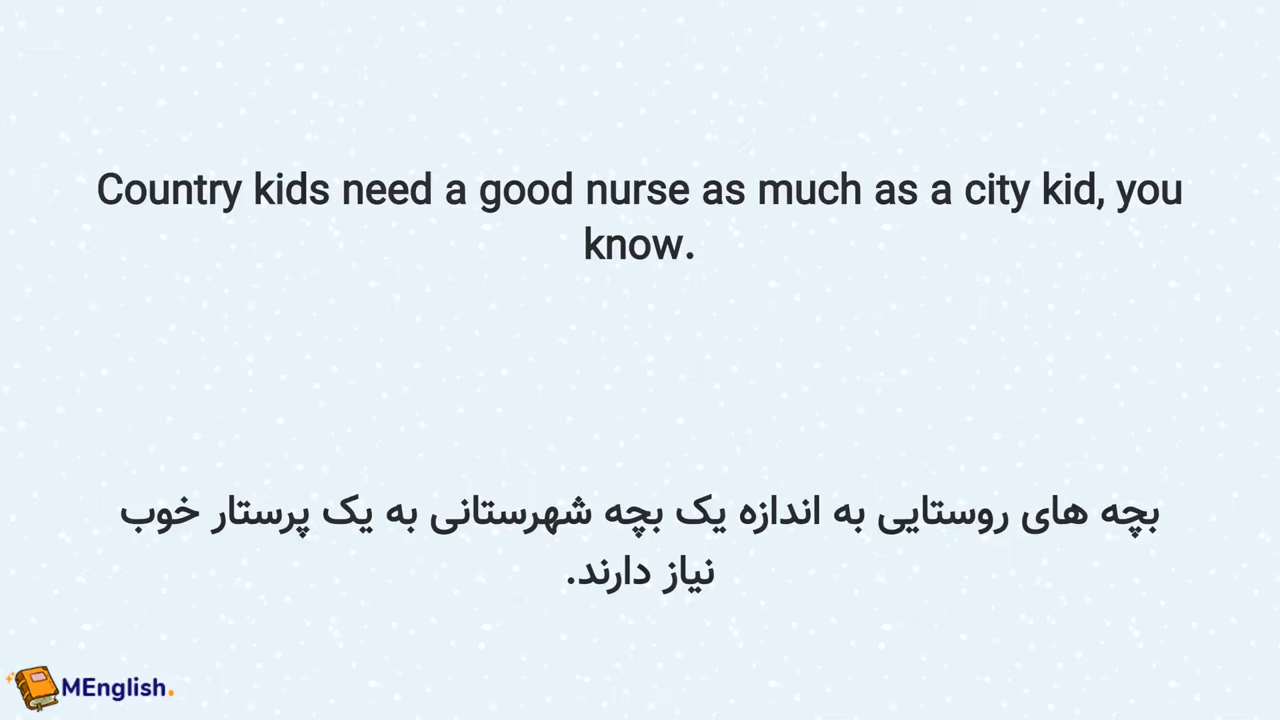 Country kids need a good nurse as much as a city kid, you
know.
بچه های روستایی به اندازه یک بچه شهرستانی به یک پرستار خوب
نیاز دارند.
MEnglish.